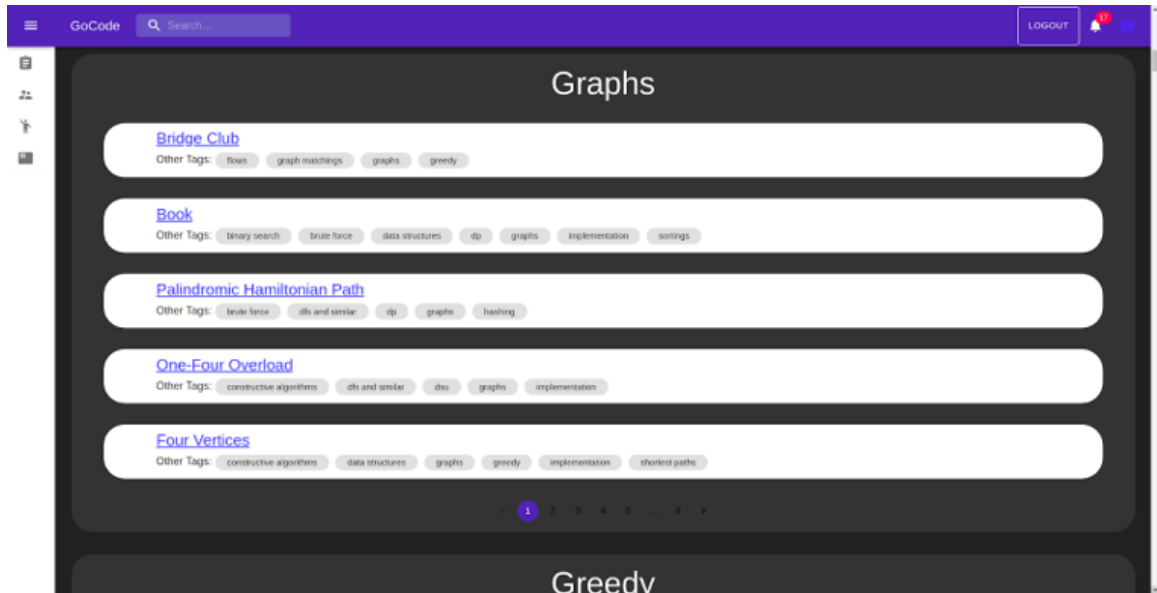 GoCode Search... LOGOUT 17
Graphs
Bridge Club
Other Tags: flows graph matchings graphs greedy
Book
Other Tags: binary search brute force data structures dp graphs implementation sortings
Palindromic Hamiltonian Path
Other Tags: brute force dfs and similar dp graphs hashing
One-Four Overload
Other Tags: constructive algorithms dfs and similar dsu graphs implementation
Four Vertices
Other Tags: constructive algorithms data structures graphs greedy implementation shortest paths
1 2 3 4 5 ... 6
Greedy